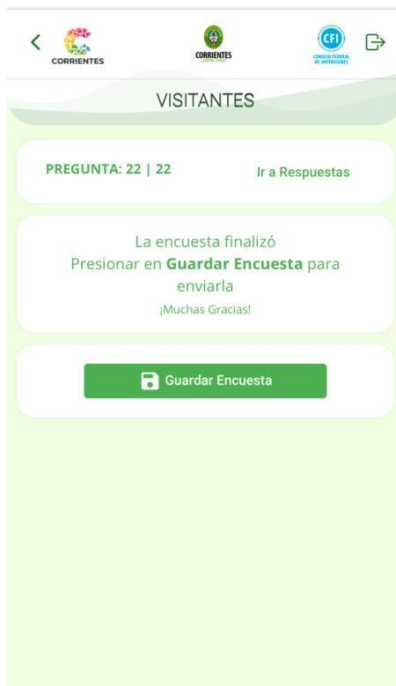 CORRIENTES
CORRIENTES
CFI
CONSEJO FEDERAL
DE INVERSIONES
VISITANTES
PREGUNTA: 22 | 22
Ir a Respuestas
La encuesta finalizó
Presionar en Guardar Encuesta para
enviarla
¡Muchas Gracias!
Guardar Encuesta